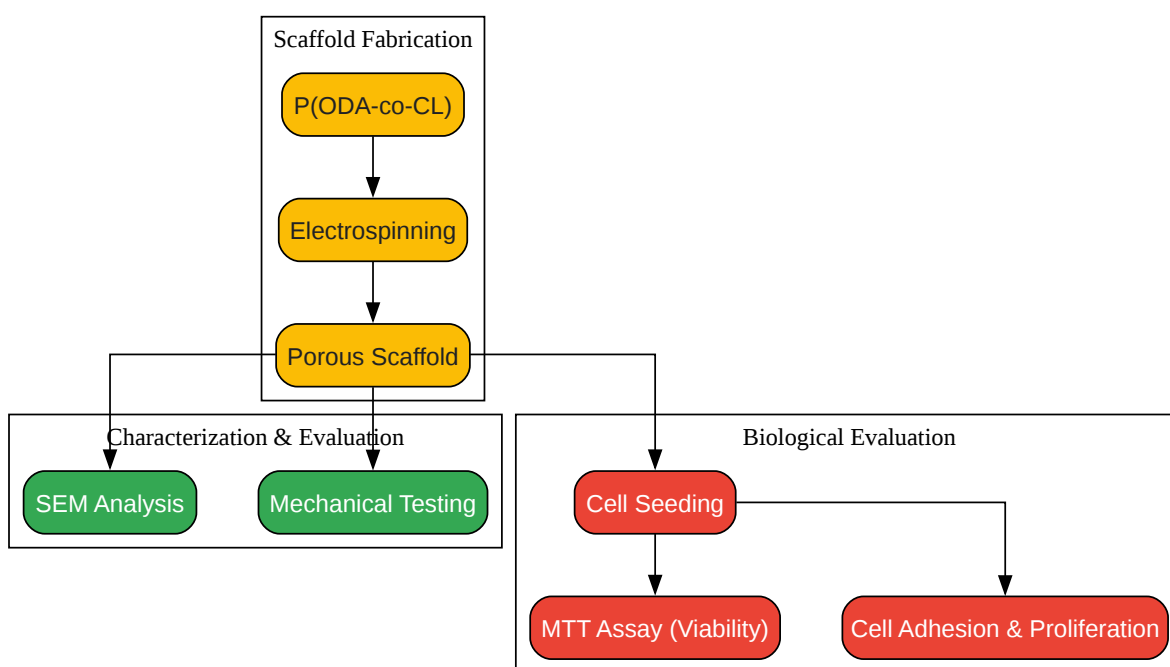 Scaffold Fabrication
P(ODA-co-CL)
Electrospinning
Porous Scaffold
Characterization & Evaluation
Biological Evaluation
SEM Analysis
Mechanical Testing
Cell Seeding
MTT Assay (Viability)
Cell Adhesion & Proliferation